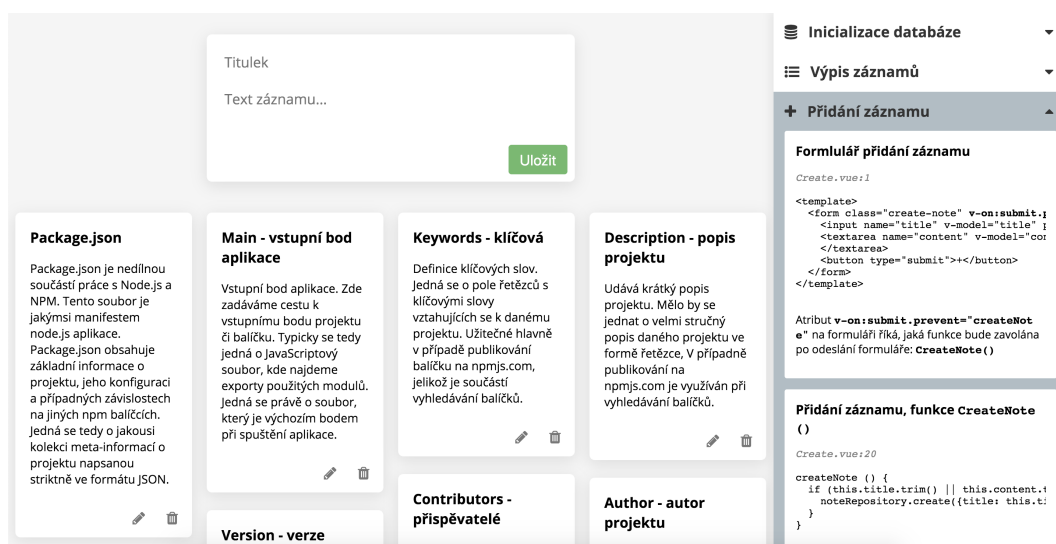 Titulek
Text záznamu...
Uložit
Package.json
Package.json je nedílnou
součástí práce s Node.js a
NPM. Tento soubor je
jakýmsi manifestem
node.js aplikace.
Package.json obsahuje
základní informace o
projektu, jeho konfiguraci
a případných závislostech
na jiných npm balíčcích.
Jedná se tedy o jakousi
kolekci meta-informací o
projektu napsanou
striktně ve formátu JSON.
Main - vstupní bod
aplikace
Vstupní bod aplikace. Zde
zadáváme cestu k
vstupnímu bodu projektu
či balíčku. Typicky se tedy
jedná o JavaScriptový
soubor, kde najdeme
exporty použitých modulů.
Jedná se právě o soubor,
který je výchozím bodem
při spuštění aplikace.
Version - verze
Keywords - klíčová
Definice klíčových slov.
Jedná se o pole řetězců s
klíčovými slovy
vztahujících se k danému
projektu. Užitečné hlavně
v případě publikování
balíčku na npmjs.com,
jelikož je součástí
vyhledávání balíčků.
Contributors -
přispěvatelé
Description - popis
projektu
Udává krátký popis
projektu. Mělo by se
jednat o velmi stručný
popis daného projektu ve
formě řetězce, V případně
publikování na
npmjs.com je využíván při
vyhledávání balíčků.
Author - autor
projektu
Inicializace databáze
Výpis záznamů
Přidání záznamu
Formlulář přidání záznamu
Create.vue:1
<template>
<form class="create-note" v-on:submit.p
<input name="title" v-model="title" p
<textarea name="content" v-model="con
</textarea>
<button type="submit">+</button>
</form>
</template>
Atribut v-on:submit.prevent="createNot
e" na formuláři říká, jaká funkce bude zavolána
po odeslání formuláře: CreateNote()
Přidání záznamu, funkce CreateNote
()
Create.vue:20
createNote () {
if (this.title.trim() || this.content.t
noteRepository.create({title: this.ti
}
}